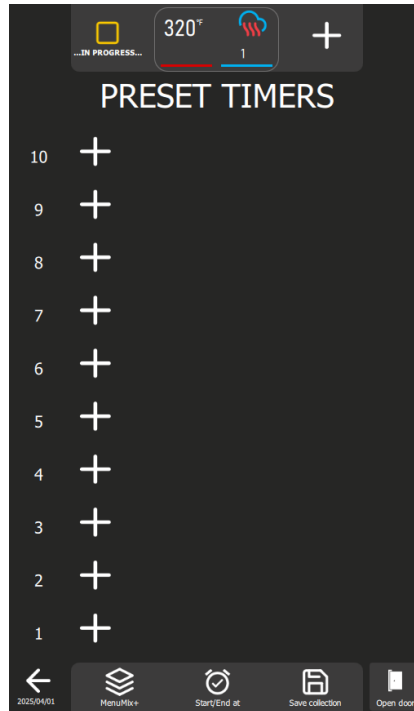 320°F
...IN PROGRESS...
1
PRESET TIMERS
10
9
8
7
6
5
4
3
2
1
2025/04/01
MenuMix+
Start/End at
Save collection
Open door